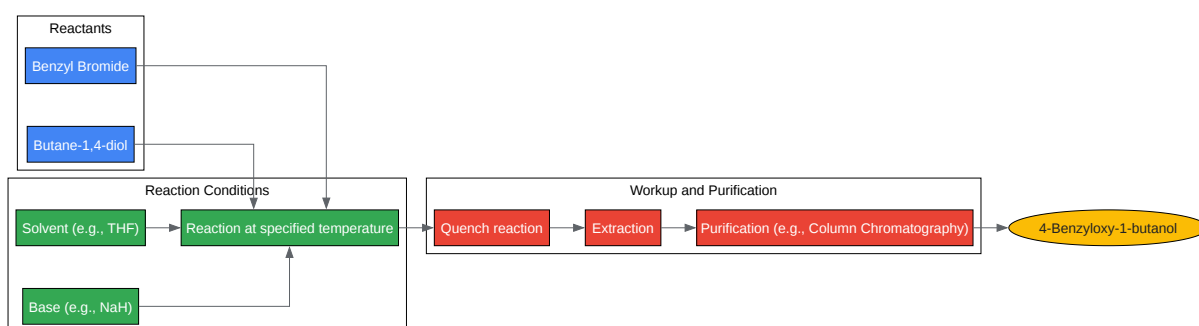 Reactants
Benzyl Bromide
Butane-1,4-diol
Reaction Conditions
Solvent (e.g., THF)
Reaction at specified temperature
Base (e.g., NaH)
Workup and Purification
Quench reaction
Extraction
Purification (e.g., Column Chromatography)
4-Benzyloxy-1-butanol